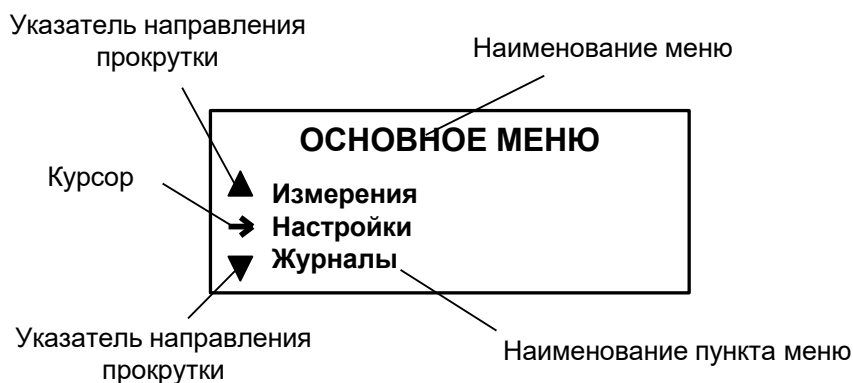 Указатель направления
прокрутки
Наименование меню
ОСНОВНОЕ МЕНЮ
Курсор
Измерения
Настройки
Журналы
Указатель направления
прокрутки
Наименование пункта меню